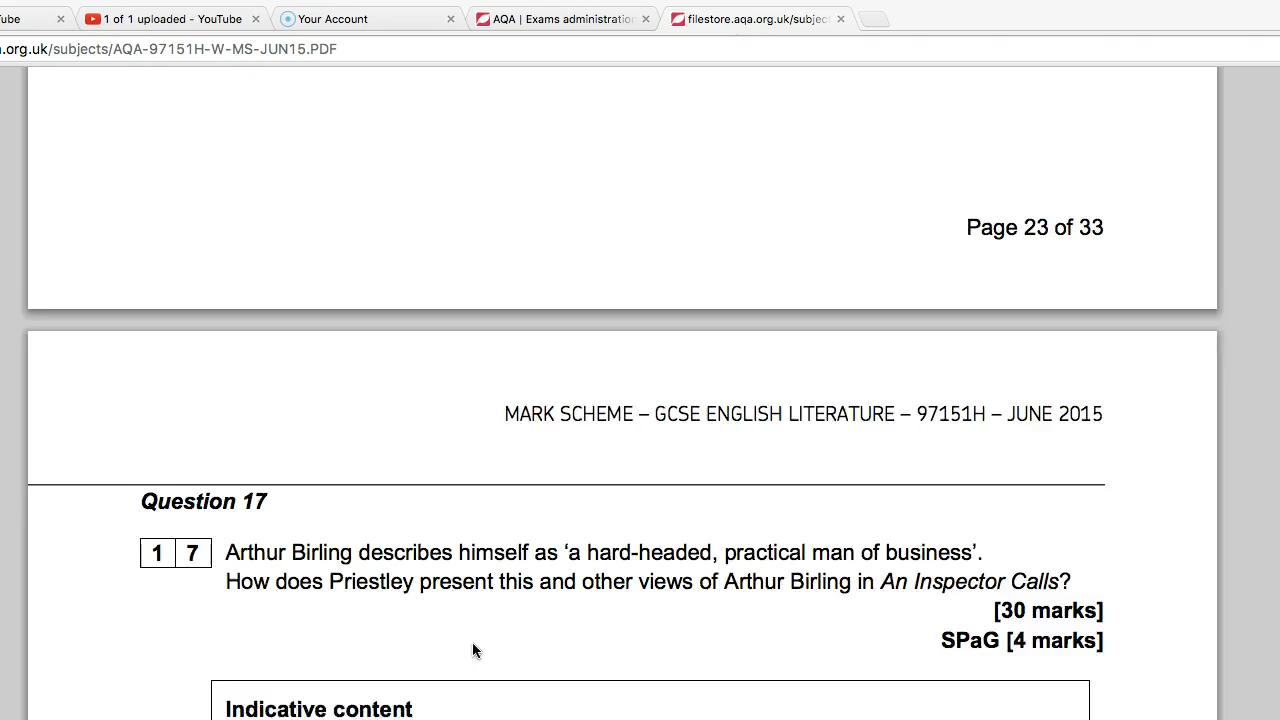 ube
1 of 1 uploaded - YouTube
Your Account
AQA | Exams administratio
filestore.aqa.org.uk/subjec
.org.uk/subjects/AQA-97151H-W-MS-JUN15.PDF
Page 23 of 33
MARK SCHEME – GCSE ENGLISH LITERATURE – 97151H – JUNE 2015
Question 17
1 7 Arthur Birling describes himself as ‘a hard-headed, practical man of business’.
How does Priestley present this and other views of Arthur Birling in An Inspector Calls?
[30 marks]
SPaG [4 marks]
Indicative content